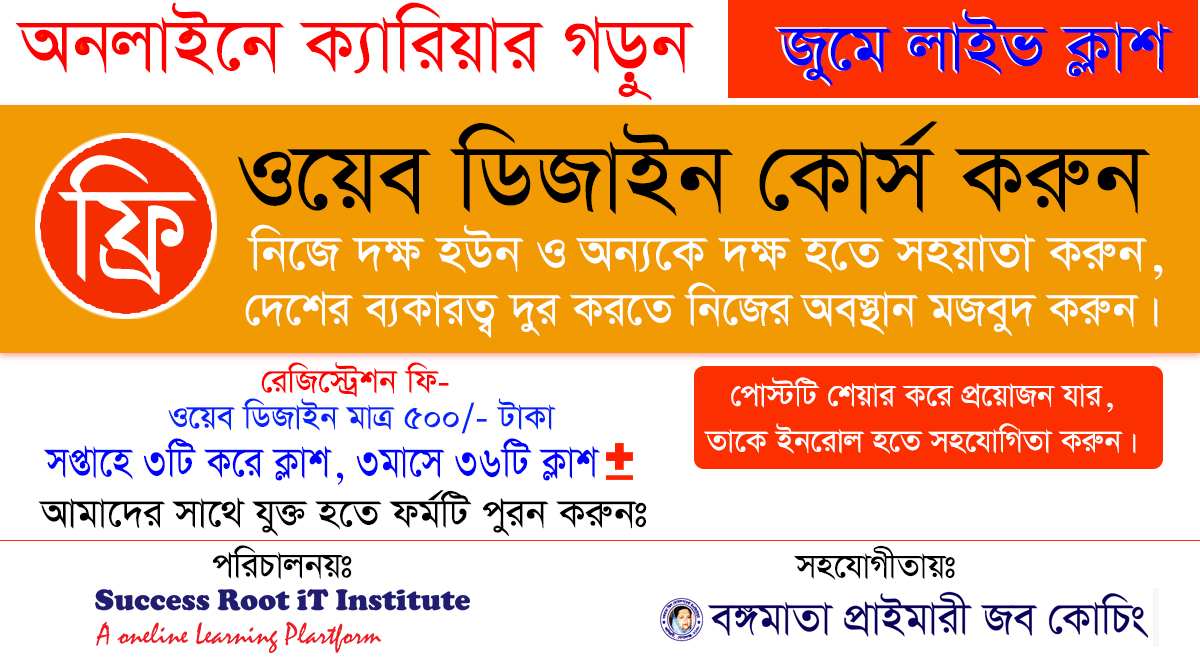 অনলাইনে ক্যারিয়ার গড়ুন
জুমে লাইভ ক্লাশ
ফ্রি
ওয়েব ডিজাইন কোর্স করুন
নিজে দক্ষ হউন ও অন্যকে দক্ষ হতে সহয়াতা করুন,
দেশের ব্যকারত্ব দুর করতে নিজের অবস্থান মজবুদ করুন।
রেজিস্ট্রেশন ফি-
ওয়েব ডিজাইন মাত্র ৫০০/- টাকা
সপ্তাহে ৩টি করে ক্লাশ, ৩মাসে ৩৬টি ক্লাশ ±
আমাদের সাথে যুক্ত হতে ফর্মটি পুরন করুনঃ
পোস্টটি শেয়ার করে প্রয়োজন যার,
তাকে ইনরোল হতে সহযোগিতা করুন।
পরিচালনয়ঃ
Success Root iT Institute
A oneline Learning Plartform
সহযোগীতায়ঃ
বঙ্গমাতা প্রাইমারী জব কোচিং